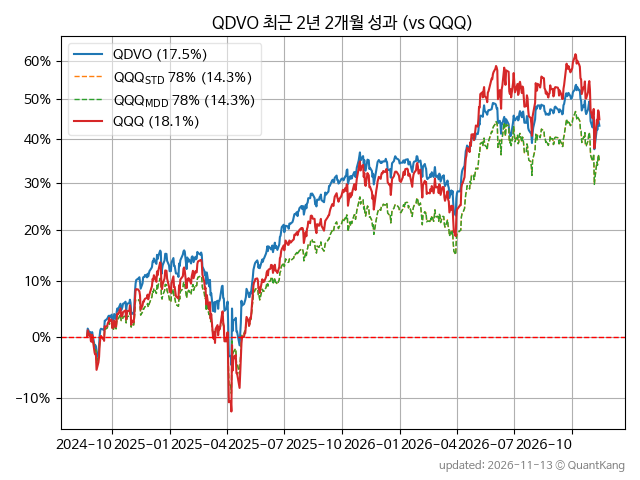 QDVO 최근 2년 2개월 성과 (vs QQQ)
QDVO (17.5%)
QQQSTD 78% (14.3%)
QQQMDD 78% (14.3%)
QQQ (18.1%)
60%
50%
40%
30%
20%
10%
0%
−10%
2024-10 2025-01 2025-04 2025-07 2025-10 2026-01 2026-04 2026-07 2026-10
updated: 2026-11-13 © QuantKang